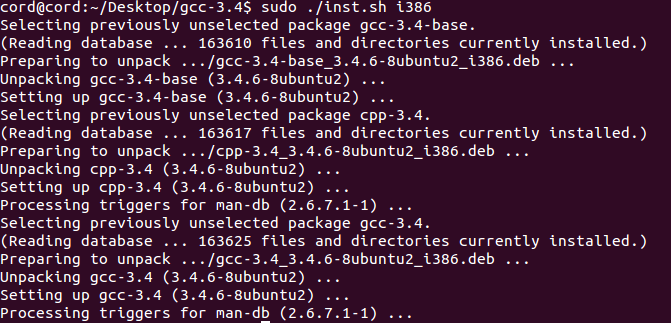 cord@cord:~/Desktop/gcc-3.4$ sudo ./inst.sh i386
Selecting previously unselected package gcc-3.4-base.
(Reading database ... 163610 files and directories currently installed.)
Preparing to unpack .../gcc-3.4-base_3.4.6-8ubuntu2_i386.deb ...
Unpacking gcc-3.4-base (3.4.6-8ubuntu2) ...
Setting up gcc-3.4-base (3.4.6-8ubuntu2) ...
Selecting previously unselected package cpp-3.4.
(Reading database ... 163617 files and directories currently installed.)
Preparing to unpack .../cpp-3.4_3.4.6-8ubuntu2_i386.deb ...
Unpacking cpp-3.4 (3.4.6-8ubuntu2) ...
Setting up cpp-3.4 (3.4.6-8ubuntu2) ...
Processing triggers for man-db (2.6.7.1-1) ...
Selecting previously unselected package gcc-3.4.
(Reading database ... 163625 files and directories currently installed.)
Preparing to unpack .../gcc-3.4_3.4.6-8ubuntu2_i386.deb ...
Unpacking gcc-3.4 (3.4.6-8ubuntu2) ...
Setting up gcc-3.4 (3.4.6-8ubuntu2) ...
Processing triggers for man-db (2.6.7.1-1) ...